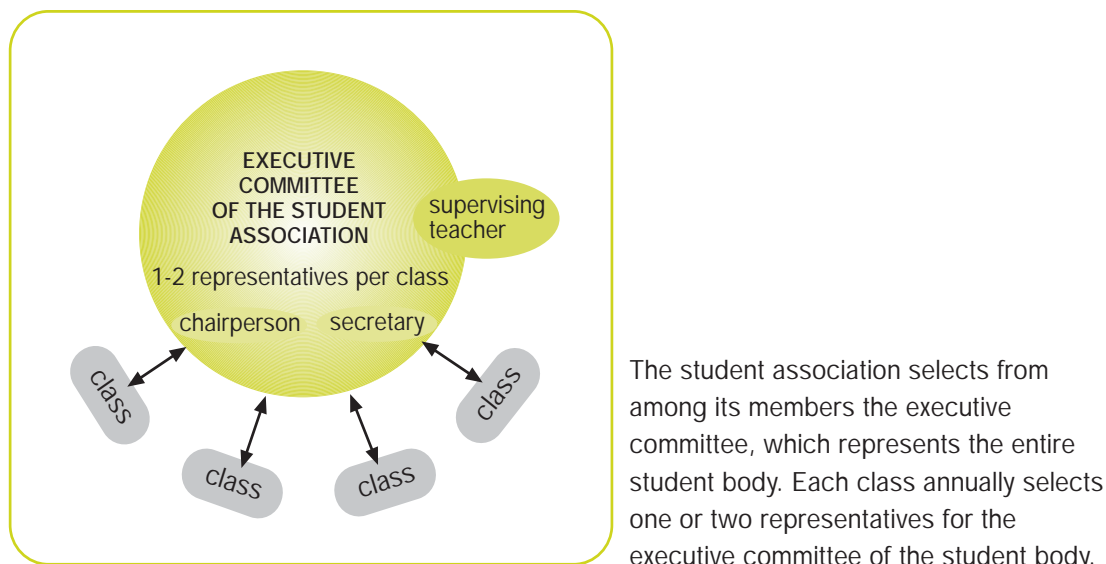 EXECUTIVE
COMMITTEE
OF THE STUDENT
ASSOCIATION
supervising
teacher
1-2 representatives per class
chairperson
secretary
class
class
class
class
The student association selects from
among its members the executive
committee, which represents the entire
student body. Each class annually selects
one or two representatives for the
executive committee of the student body.